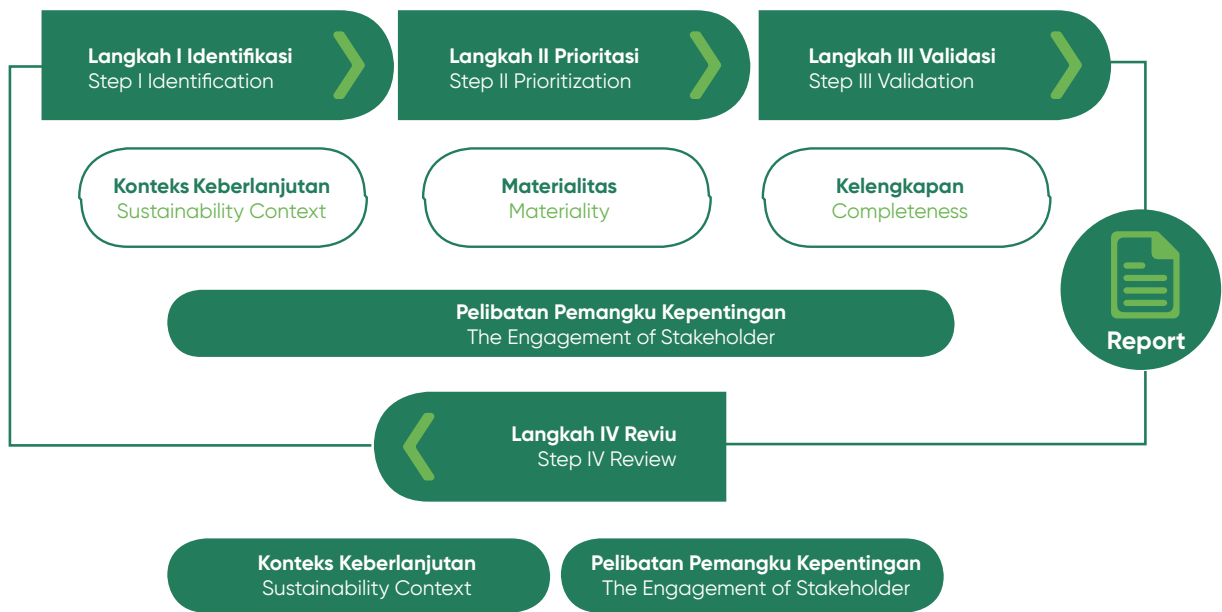 Langkah I Identifikasi
Step I Identification
Langkah II Prioritasi
Step II Prioritization
Langkah III Validasi
Step III Validation
Konteks Keberlanjutan
Sustainability Context
Materialitas
Materiality
Kelengkapan
Completeness
Pelibatan Pemangku Kepentingan
The Engagement of Stakeholder
Report
Langkah IV Reviu
Step IV Review
Konteks Keberlanjutan
Sustainability Context
Pelibatan Pemangku Kepentingan
The Engagement of Stakeholder